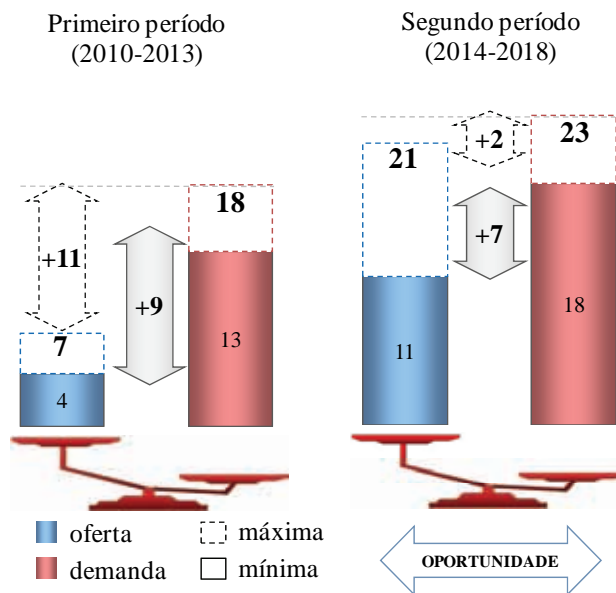 Primeiro período
(2010-2013)
Segundo período
(2014-2018)
+11
7
4
+9
18
13
21
11
+2
+7
23
18
oferta
demanda
máxima
mínima
OPORTUNIDADE